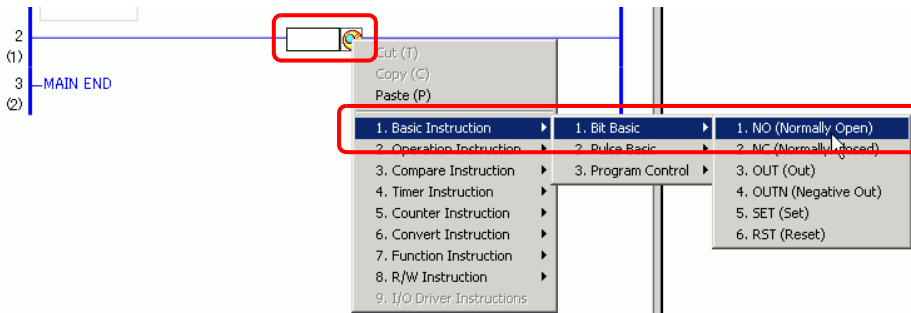 2
(1)
3 MAIN END
(2)
Cut (T)
Copy (C)
Paste (P)
1. Basic Instruction
2. Operation Instruction
3. Compare Instruction
4. Timer Instruction
5. Counter Instruction
6. Convert Instruction
7. Function Instruction
8. R/W Instruction
9. I/O Driver Instructions
1. Bit Basic
2. Pulse Basic
3. Program Control
1. NO (Normally Open)
2. NC (Normally Closed)
3. OUT (Out)
4. OUTN (Negative Out)
5. SET (Set)
6. RST (Reset)